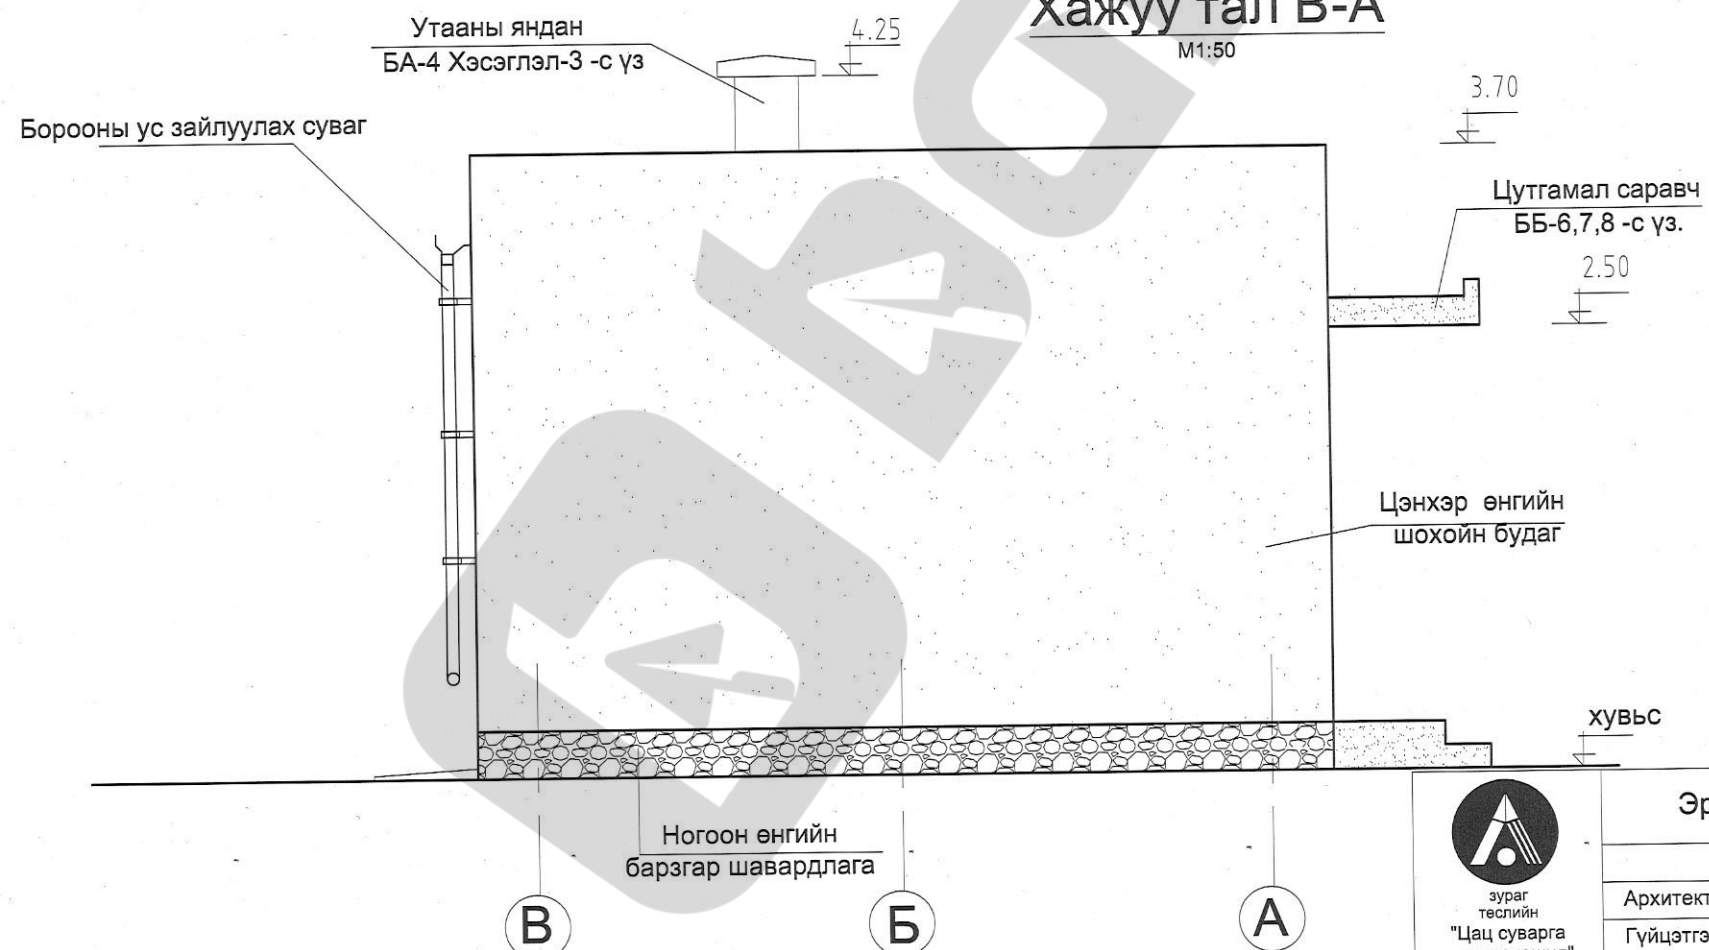 Хажуу тал В-А
М1:50
Утааны яндан
БА-4 Хэсэглэл-3 -с үз
4.25
3.70
Борооны ус зайлуулах суваг
Цутгамал саравч
ББ-6,7,8 -с үз.
2.50
Цэнхэр өнгийн
шохойн будаг
хувьс
Ногоон өнгийн
барзгар шавардлага
В
Б
А
зураг
төслийн
"Цац суварга
Архитект
Гүйцэтгэ